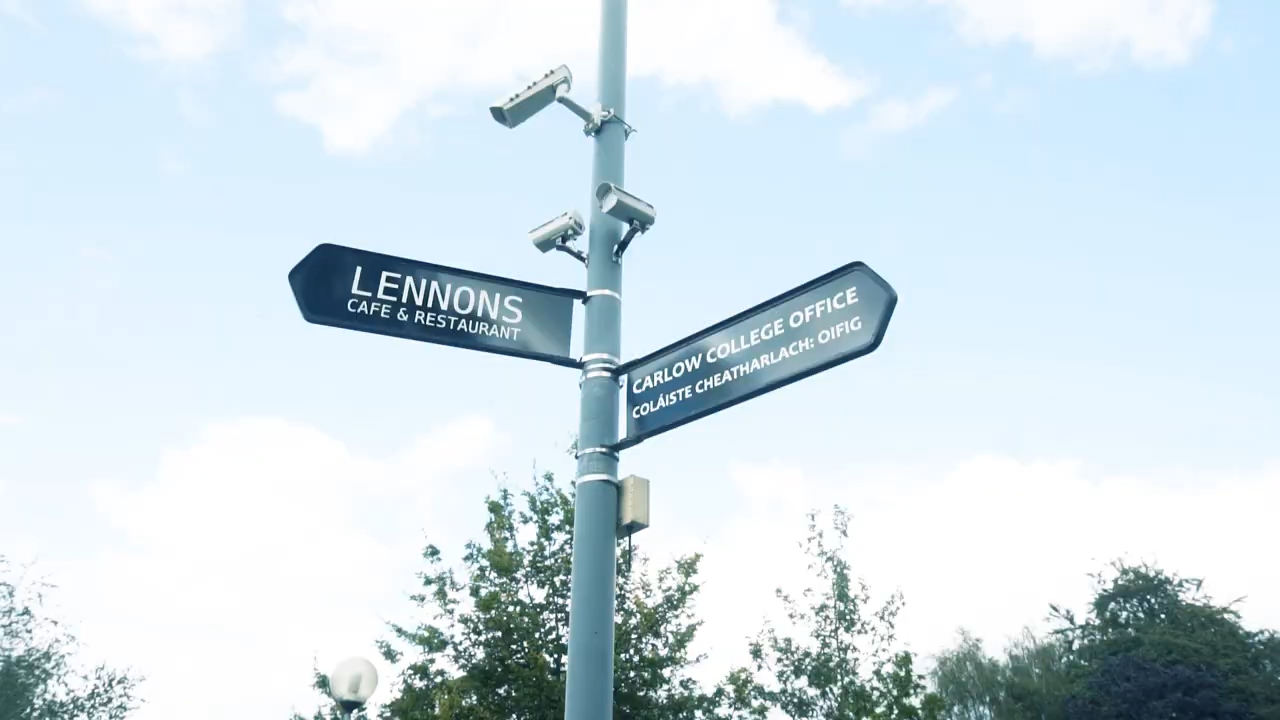 LENNONS
CAFE & RESTAURANT
CARLOW COLLEGE OFFICE
COLÁISTE CHEATHARLACH: OIFIG